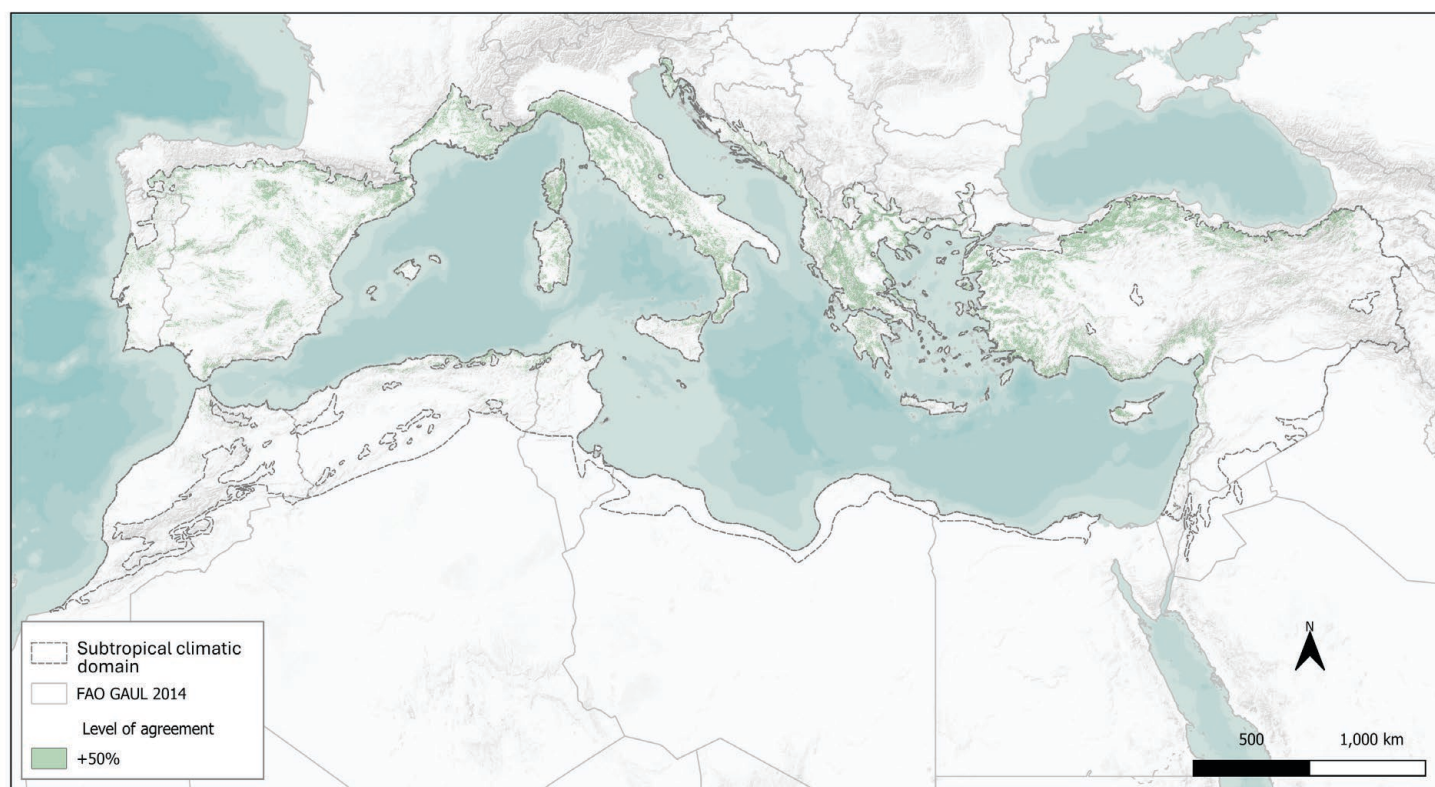 N
500 1,000 km
Subtropical climatic
domain
FAO GAUL 2014
Level of agreement
+50%